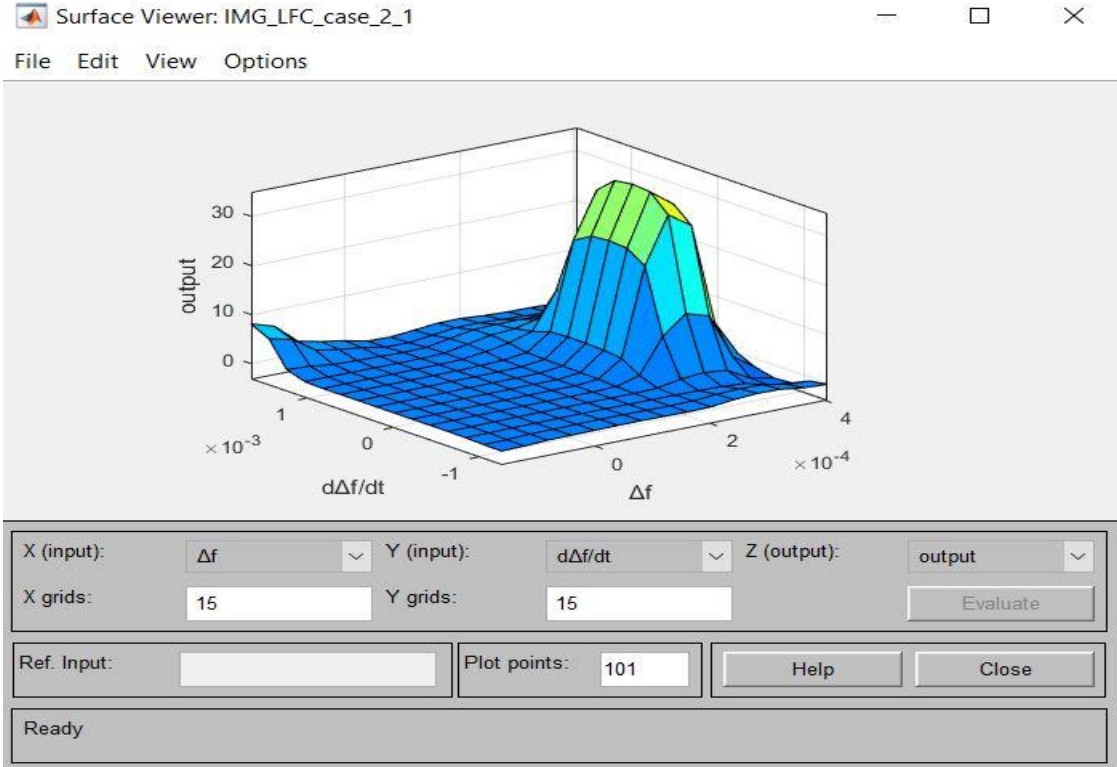 Surface Viewer: IMG_LFC_case_2_1
File Edit View Options
30
20
10
0
output
1
0
-1
× 10⁻³
dΔf/dt
0
2
4
× 10⁻⁴
Δf
X (input): Δf Y (input): dΔf/dt Z (output): output
X grids: 15 Y grids: 15 Evaluate
Ref. Input: Plot points: 101 Help Close
Ready